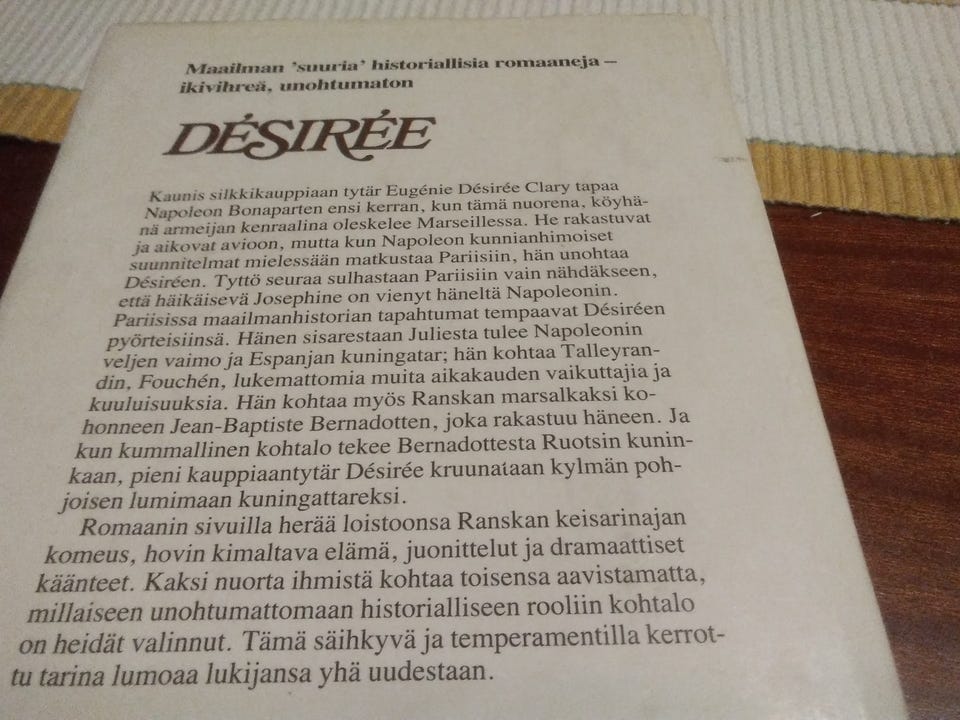 Maailman 'suuria' historiallisia romaaneja –
ikivihreä, unohtumaton
DÉSIRÉE
Kaunis silkkikauppiaan tytär Eugénie Désirée Clary tapaa
Napoleon Bonaparten ensi kerran, kun tämä nuorena, köyhä-
nä armeijan kenraalina oleskelee Marseillessa. He rakastuvat
ja aikovat avioon, mutta kun Napoleon kunnianhimoiset
suunnitelmat mielessään matkustaa Pariisiin, hän unohtaa
Désiréen. Tyttö seuraa sulhastaan Pariisiin vain nähdäkseen,
että häikäisevä Josephine on vienyt häneltä Napoleonin.
Pariisissa maailmanhistorian tapahtumat tempaavat Désiréen
pyörteisiinsä. Hänen sisarestaan Juliesta tulee Napoleonin
veljen vaimo ja Espanjan kuningatar; hän kohtaa Talleyran-
din, Fouchén, lukemattomia muita aikakauden vaikuttajia ja
kuuluisuuksia. Hän kohtaa myös Ranskan marsalkaksi ko-
honneen Jean-Baptiste Bernadotten, joka rakastuu häneen. Ja
kun kummallinen kohtalo tekee Bernadottesta Ruotsin kunin-
kaan, pieni kauppiaantytär Désirée kruunataan kylmän poh-
joisen lumimaan kuningattareksi.
Romaanin sivuilla herää loistoonsa Ranskan keisarinajan
komeus, hovin kimaltava elämä, juonittelut ja dramaattiset
käänteet. Kaksi nuorta ihmistä kohtaa toisensa aavistamatta,
millaiseen unohtumattomaan historialliseen rooliin kohtalo
on heidät valinnut. Tämä säihkyvä ja temperamentilla kerrot-
tu tarina lumoaa lukijansa yhä uudestaan.